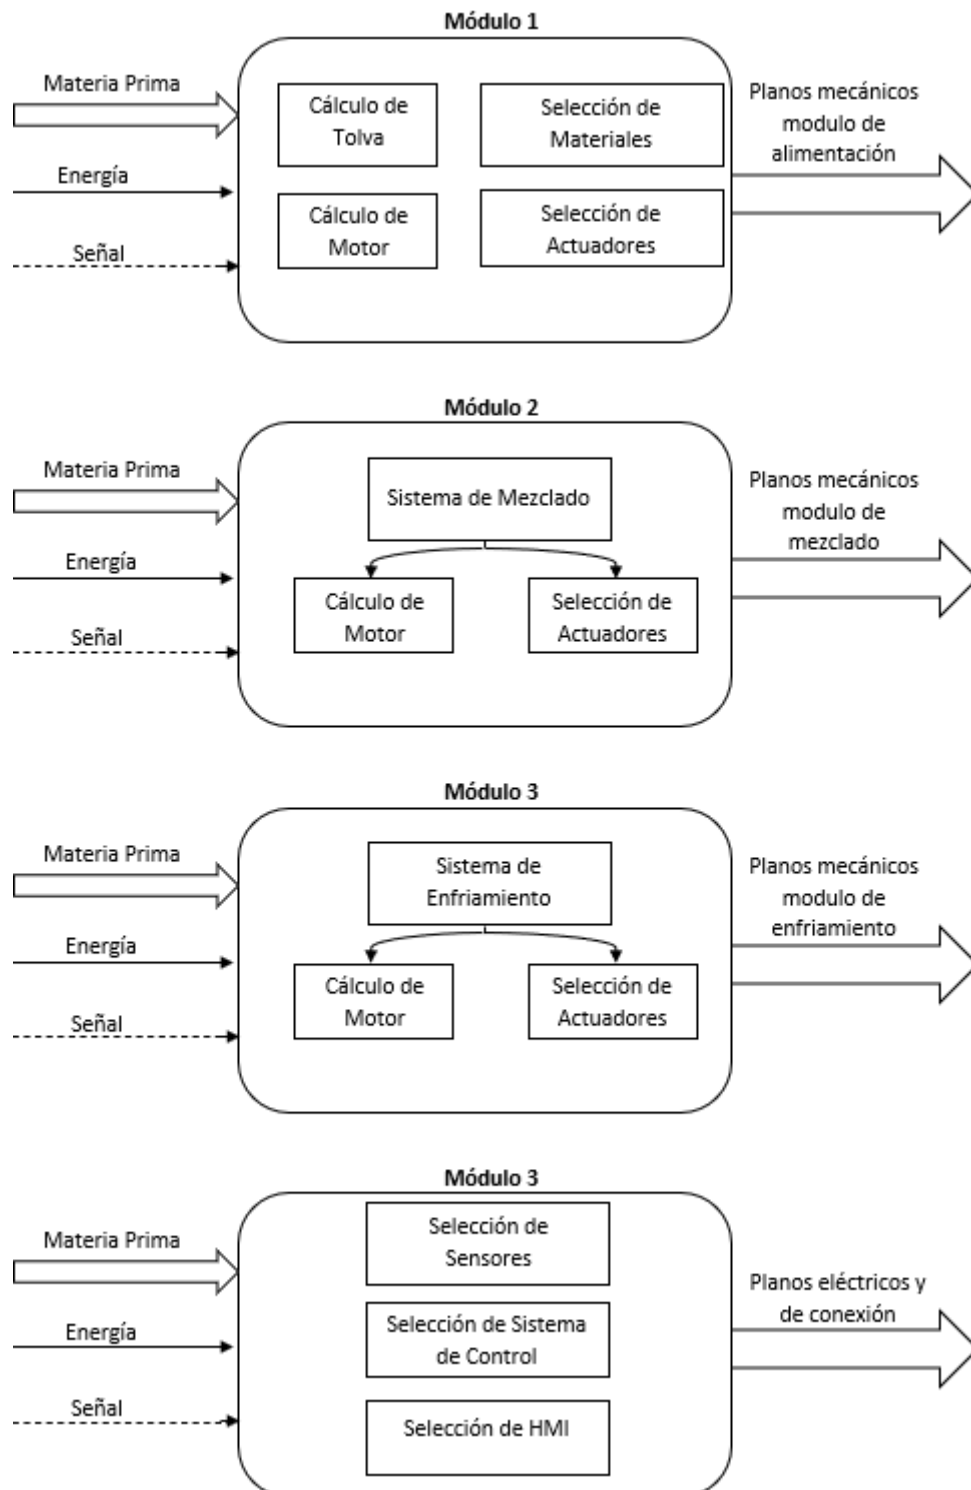 Módulo 1
Materia Prima
Energía
Señal
Cálculo de
Tolva
Selección de
Materiales
Cálculo de
Motor
Selección de
Actuadores
Planos mecánicos
modulo de
alimentación
Módulo 2
Materia Prima
Energía
Señal
Sistema de Mezclado
Cálculo de
Motor
Selección de
Actuadores
Planos mecánicos
modulo de
mezclado
Módulo 3
Materia Prima
Energía
Señal
Sistema de
Enfriamiento
Cálculo de
Motor
Selección de
Actuadores
Planos mecánicos
modulo de
enfriamiento
Módulo 3
Materia Prima
Energía
Señal
Selección de
Sensores
Selección de Sistema
de Control
Selección de HMI
Planos eléctricos y
de conexión